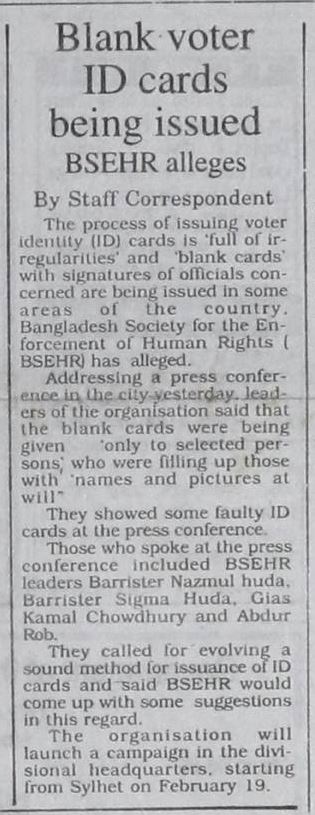 Blank voter
ID cards
being issued
BSEHR alleges
By Staff Correspondent
The process of issuing voter
identity (ID) cards is 'full of ir-
regularities' and 'blank cards'
with signatures of officials con-
cerned are being issued in some
areas of the country.
Bangladesh Society for the En-
forcement of Human Rights (
BSEHR) has alleged.
Addressing a press confer-
ence in the city yesterday, lead-
ers of the organisation said that
the blank cards were being
given 'only to selected per-
sons, who were filling up those
with 'names and pictures at
will"
They showed some faulty ID
cards at the press conference.
Those who spoke at the press
conference included BSEHR
leaders Barrister Nazmul huda,
Barrister Sigma Huda, Gias
Kamal Chowdhury and Abdur
Rob.
They called for evolving a
sound method for issuance of ID
cards and said BSEHR would
come up with some suggestions
in this regard.
The organisation will
launch a campaign in the divi-
sional headquarters, starting
from Sylhet on February 19.